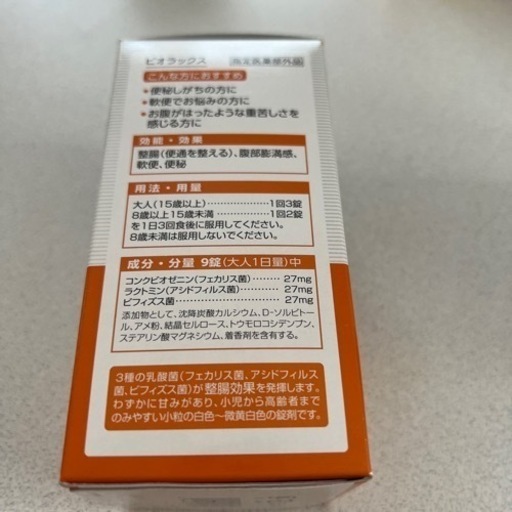 ビオラックス 指定医薬部外品
こんな方におすすめ
・便秘しがちの方に
・軟便でお悩みの方に
・お腹がはったような重苦しさを
感じる方に
効能・効果
整腸(便通を整える)、腹部膨満感、
軟便、便秘
用法・用量
大人(15歳以上)……………1回3錠
8歳以上15歳未満……………1回2錠
を1日3回食後に服用してください。
8歳未満は服用しないでください。
成分・分量 9錠(大人1日量)中
コンクビオゼニン(フェカリス菌)………27mg
ラクトミン(アシドフィルス菌)…………27mg
ビフィズス菌………………………27mg
添加物として、沈降炭酸カルシウム、D-ソルビトー
ル、アメ粉、結晶セルロース、トウモロコシデンプン、
ステアリン酸マグネシウム、着香剤を含有する。
3種の乳酸菌(フェカリス菌、アシドフィルス
菌、ビフィズス菌)が整腸効果を発揮します。
わずかに甘みがあり、小児から高齢者まで
のみやすい小粒の白色〜微黄白色の錠剤です。